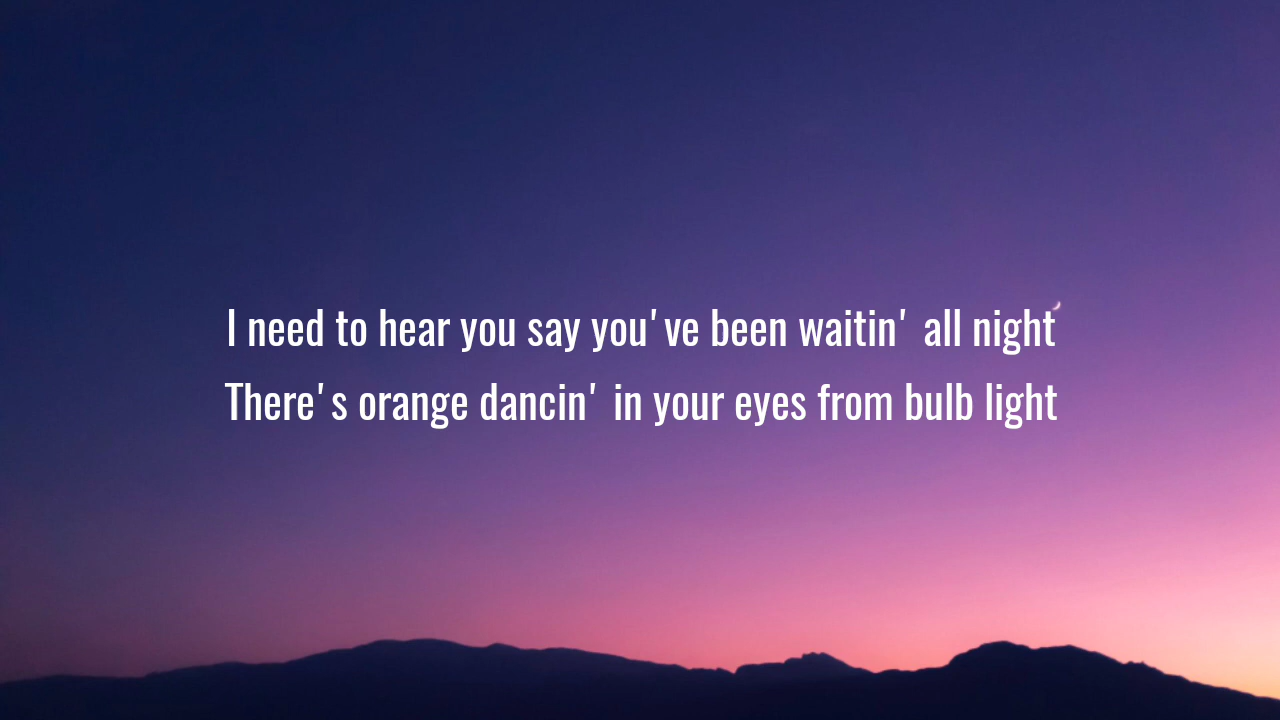 I need to hear you say you've been waitin' all night
There's orange dancin' in your eyes from bulb light